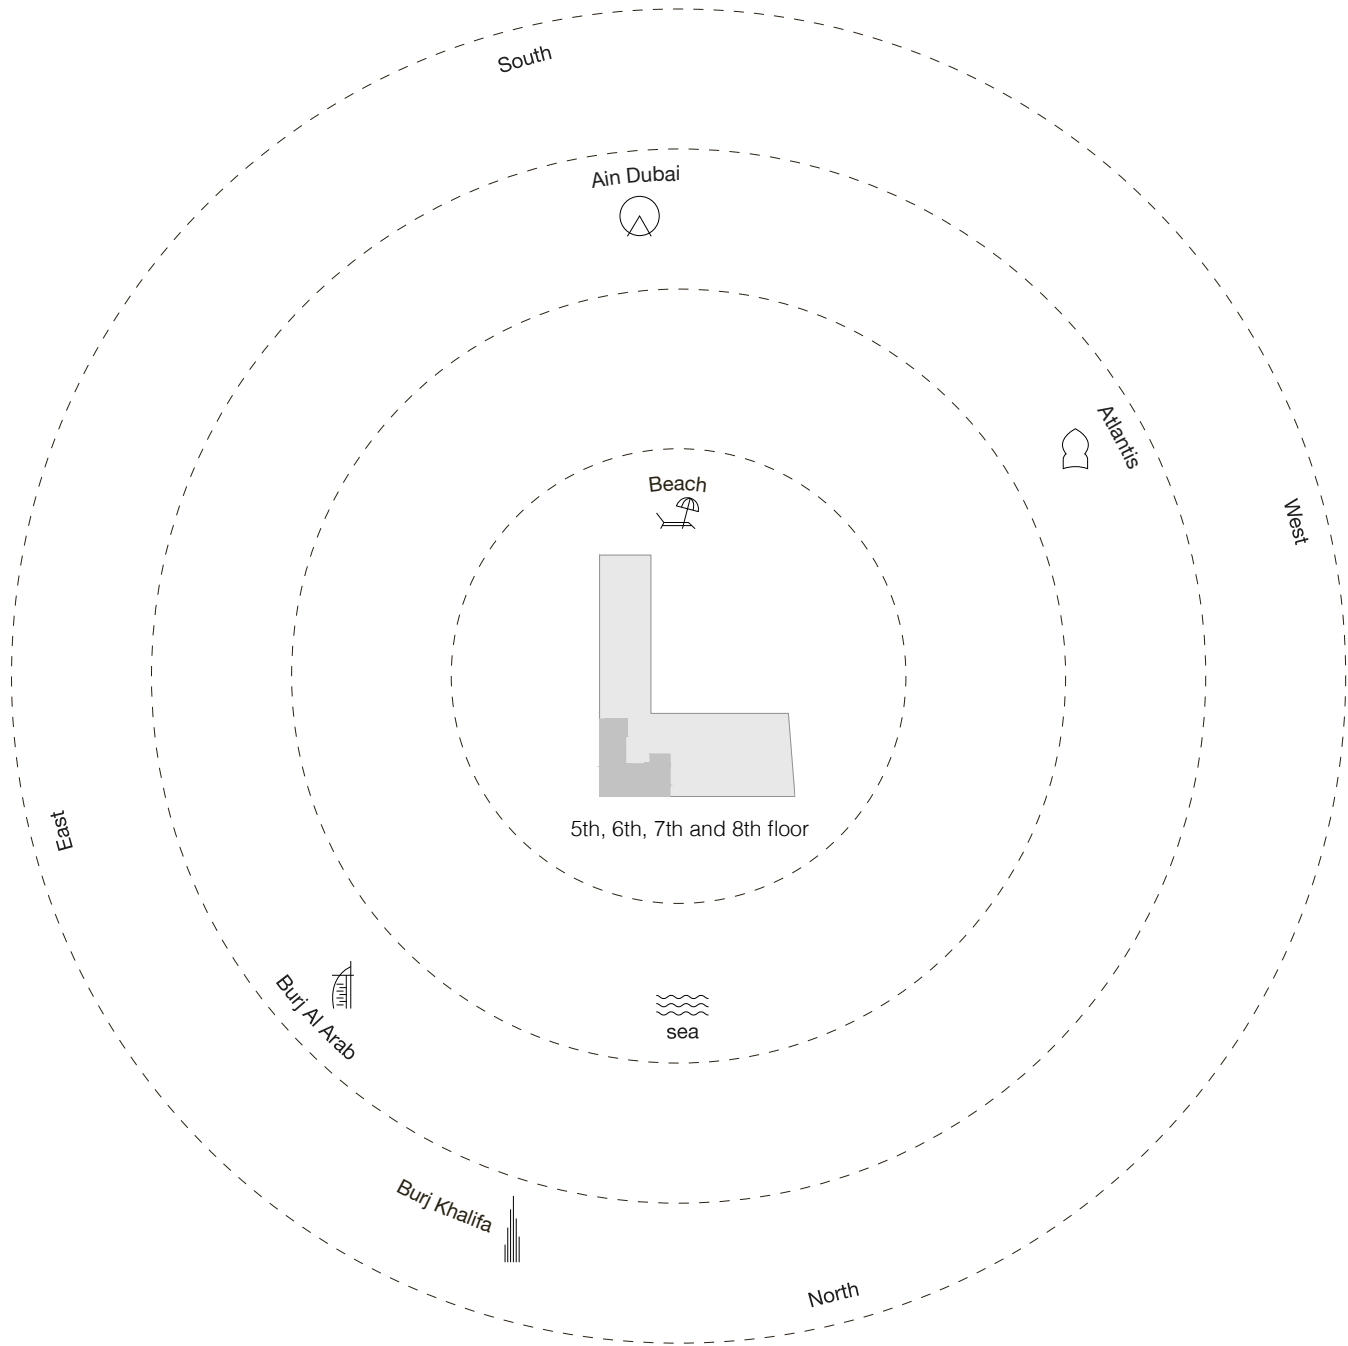 South
Ain Dubai
Atlantis
Beach
West
East
5th, 6th, 7th and 8th floor
Burj Al Arab
sea
Burj Khalifa
North